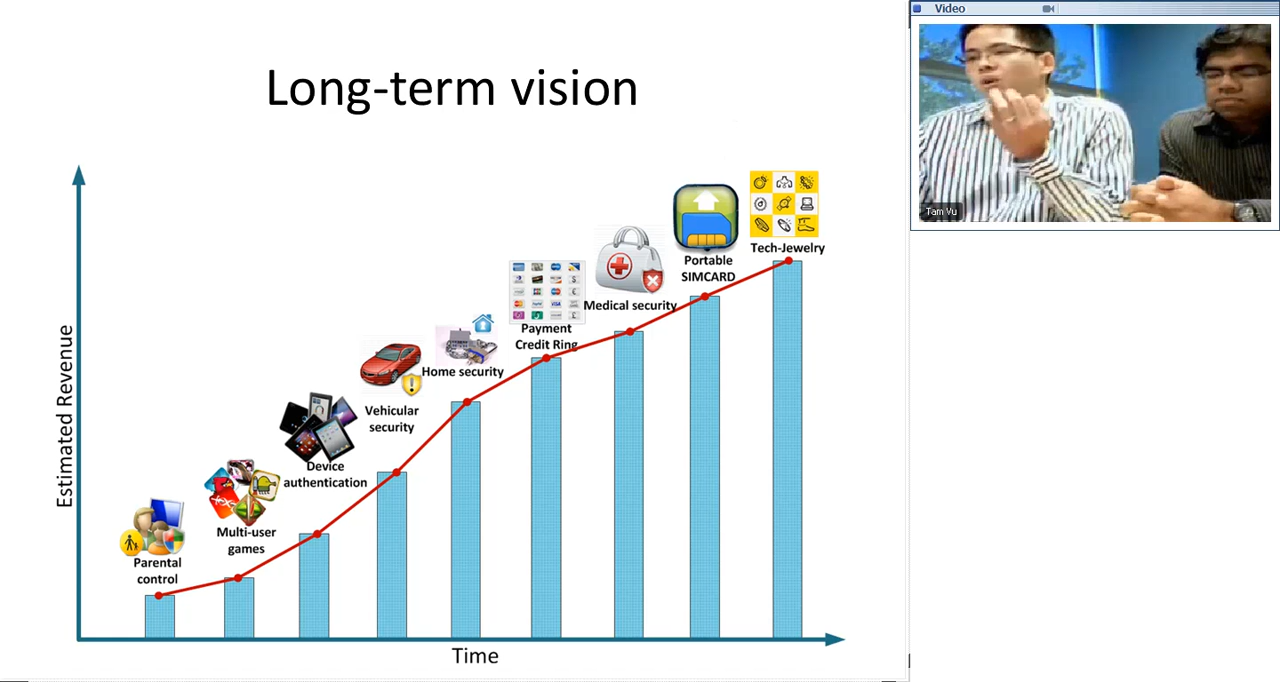 Video
Long-term vision
Tam Vu
Tech-Jewelry
Portable
SIMCARD
Medical security
Payment
Credit Ring
Home security
Vehicular
security
Device
authentication
Multi-user
games
Parental
control
Estimated Revenue
Time